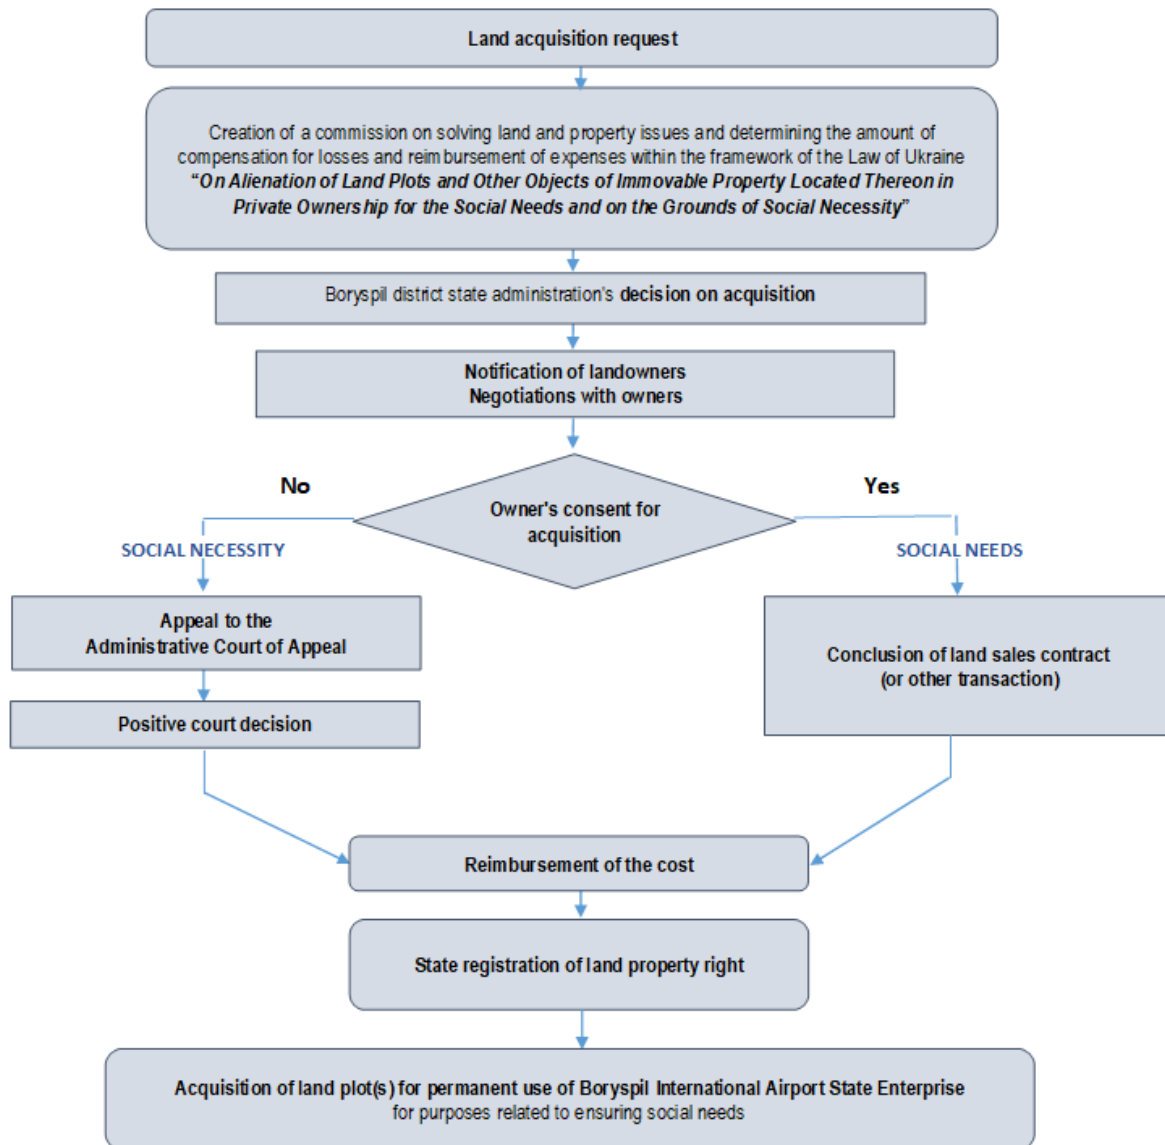 Land acquisition request
Creation of a commission on solving land and property issues and determining the amount of
compensation for losses and reimbursement of expenses within the framework of the Law of Ukraine
“On Alienation of Land Plots and Other Objects of Immovable Property Located Thereon in
Private Ownership for the Social Needs and on the Grounds of Social Necessity”
Boryspil district state administration's decision on acquisition
Notification of landowners
Negotiations with owners
No
Yes
Owner's consent for
acquisition
SOCIAL NECESSITY
SOCIAL NEEDS
Appeal to the
Administrative Court of Appeal
Conclusion of land sales contract
(or other transaction)
Positive court decision
Reimbursement of the cost
State registration of land property right
Acquisition of land plot(s) for permanent use of Boryspil International Airport State Enterprise
for purposes related to ensuring social needs